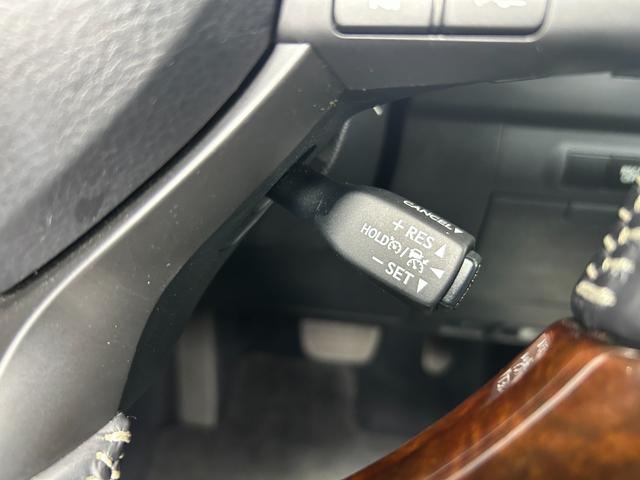 CANCEL
+ RES
HOLD /
− SET